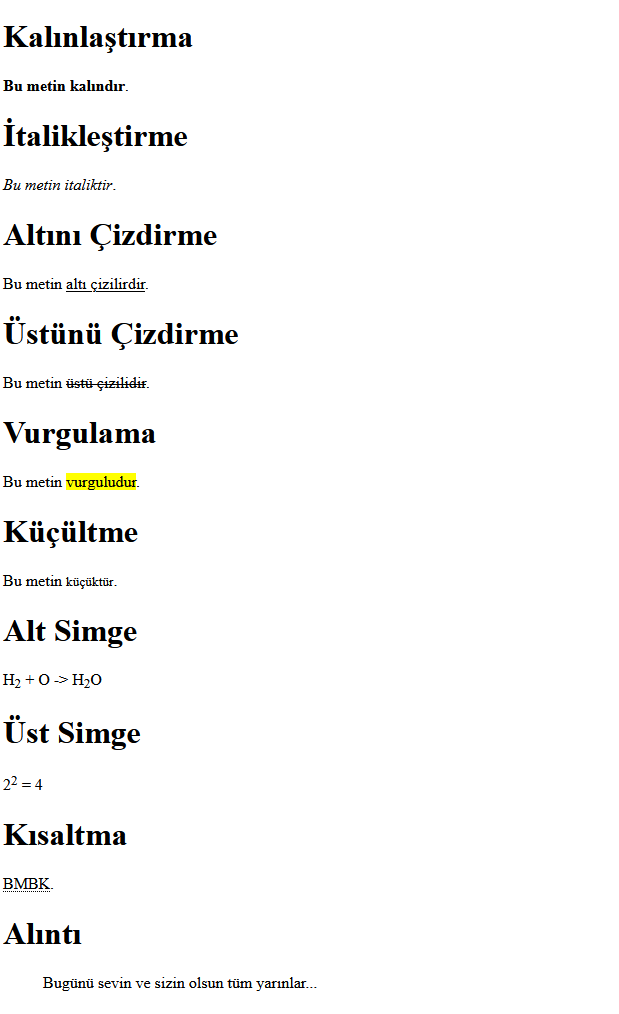 Kalınlaştırma
Bu metin kalındır.
İtalikleştirme
Bu metin italiktir.
Altını Çizdirme
Bu metin altı çizilirdir.
Üstünü Çizdirme
Bu metin üstü çizilidir.
Vurgulama
Bu metin vurguludur.
Küçültme
Bu metin küçüktür.
Alt Simge
H₂ + O -> H₂O
Üst Simge
2² = 4
Kısaltma
BMBK.
Alıntı
Bugünü sevin ve sizin olsun tüm yarınlar...